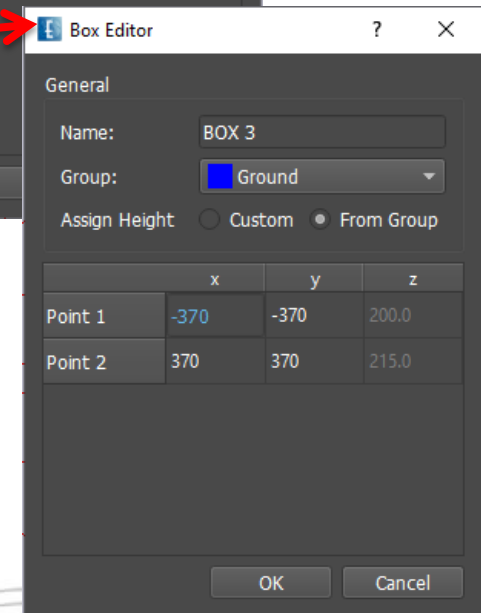 Box Editor ? ×
General
Name: BOX 3
Group: Ground
Assign Height Custom From Group
x y z
Point 1 -370 -370 200.0
Point 2 370 370 215.0
OK Cancel